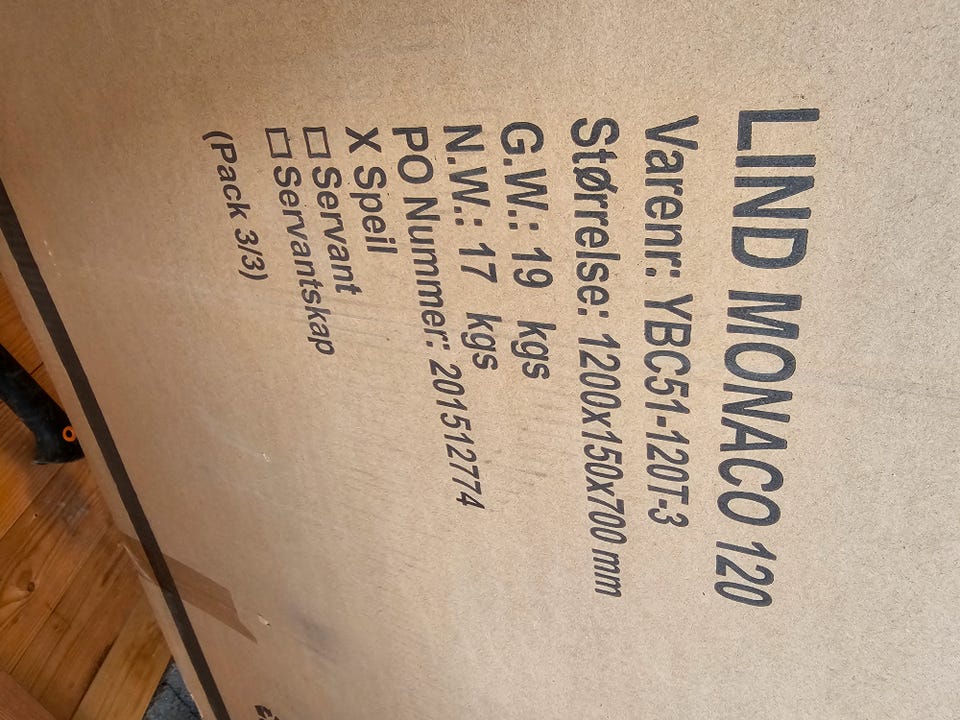 LIND MONACO 120
Varenr: YBC51-120T-3
Størrelse: 1200x150x700 mm
G.W.: 19 kgs
N.W.: 17 kgs
PO Nummer: 201512774
X Speil
☐ Servant
☐ Servantskap
(Pack 3/3)